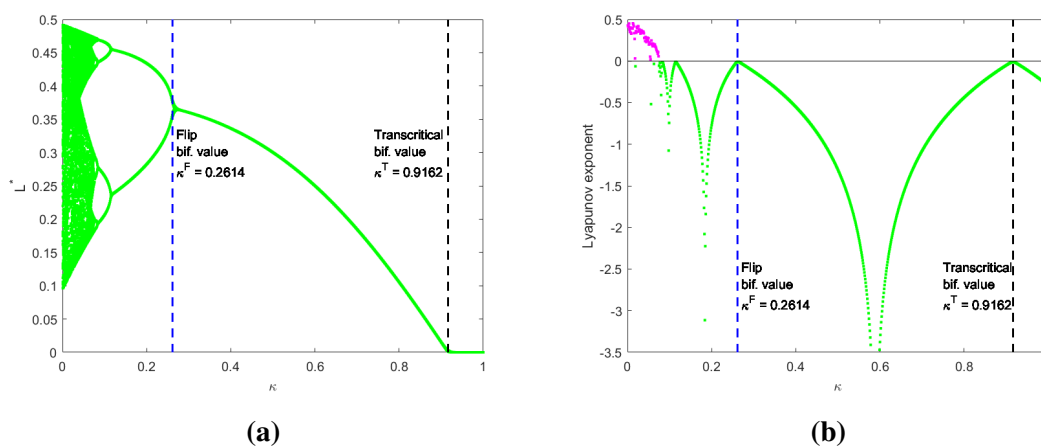 0.5
0.45
0.4
0.35
0.3
0.25
0.2
0.15
0.1
0.05
0
L*
0
0.2
0.4
0.6
0.8
1
κ
Flip
bif. value
κ^F = 0.2614
Transcritical
bif. value
κ^T = 0.9162
(a)
0.5
0
-0.5
-1
-1.5
-2
-2.5
-3
-3.5
Lyapunov exponent
0
0.2
0.4
0.6
0.8
κ
Flip
bif. value
κ^F = 0.2614
Transcritical
bif. value
κ^T = 0.9162
(b)